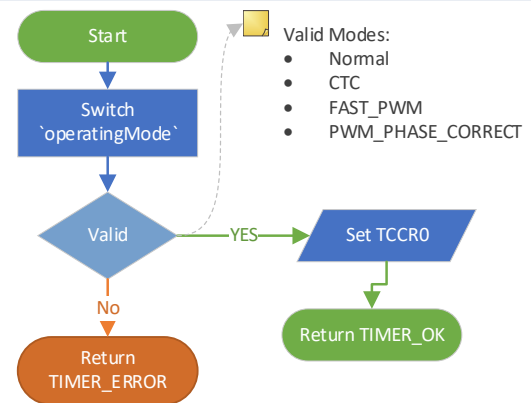 Start
Valid Modes:
• Normal
• CTC
• FAST_PWM
• PWM_PHASE_CORRECT
Switch
`operatingMode`
Valid
YES
Set TCCR0
No
Return TIMER_OK
Return
TIMER_ERROR